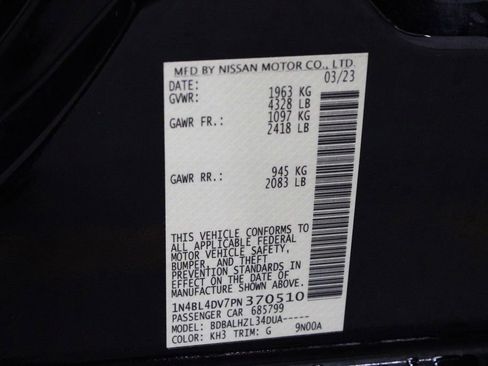 MFD BY NISSAN MOTOR CO., LTD.
DATE: 03/23
GVWR: 1963 KG
4328 LB
GAWR FR.: 1097 KG
2418 LB
GAWR RR.: 945 KG
2083 LB
THIS VEHICLE CONFORMS TO
ALL APPLICABLE FEDERAL
MOTOR VEHICLE SAFETY,
BUMPER, AND THEFT
PREVENTION STANDARDS IN
EFFECT ON THE DATE OF
MANUFACTURE SHOWN ABOVE.
1N4BL4DV7PN370510
PASSENGER CAR 685799
MODEL: BDBALHZL34DUA-----
COLOR: KH3 TRIM: G 9N00A